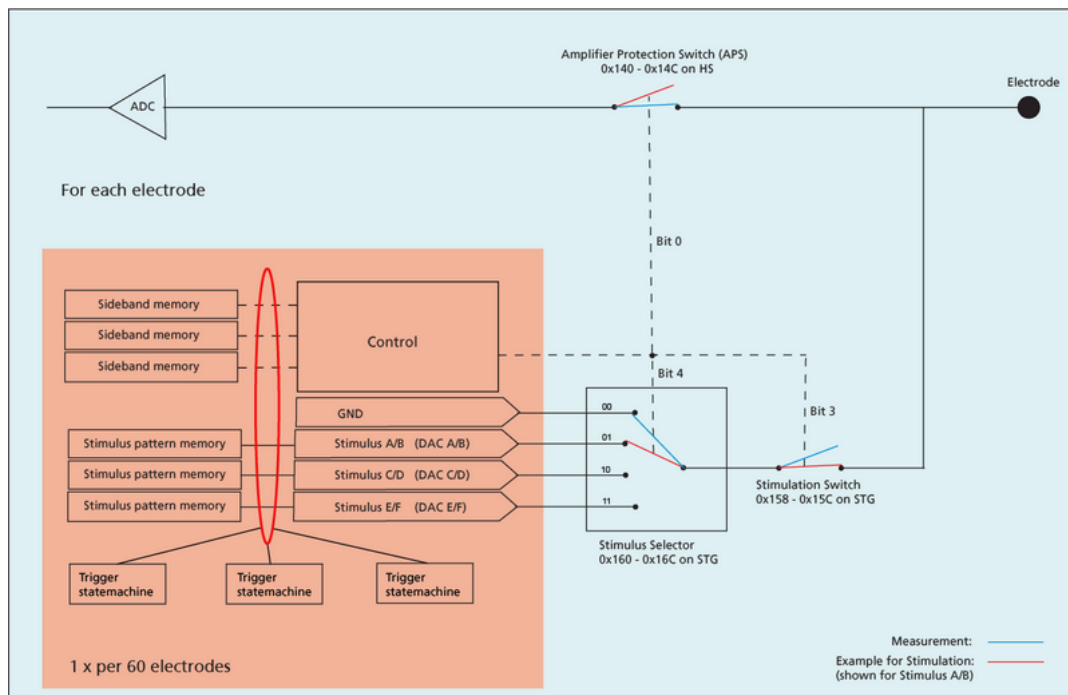 Amplifier Protection Switch (APS)
0x140 - 0x14C on HS
Electrode
ADC
For each electrode
Bit 0
Sideband memory
Sideband memory
Sideband memory
Control
Bit 4
Bit 3
GND
00
Stimulus pattern memory
Stimulus A/B (DAC A/B)
01
Stimulus pattern memory
Stimulus C/D (DAC C/D)
10
Stimulus pattern memory
Stimulus E/F (DAC E/F)
11
Stimulation Switch
0x158 - 0x15C on STG
Stimulus Selector
0x160 - 0x16C on STG
Trigger
statemachine
Trigger
statemachine
Trigger
statemachine
1 x per 60 electrodes
Measurement:
Example for Stimulation:
(shown for Stimulus A/B)